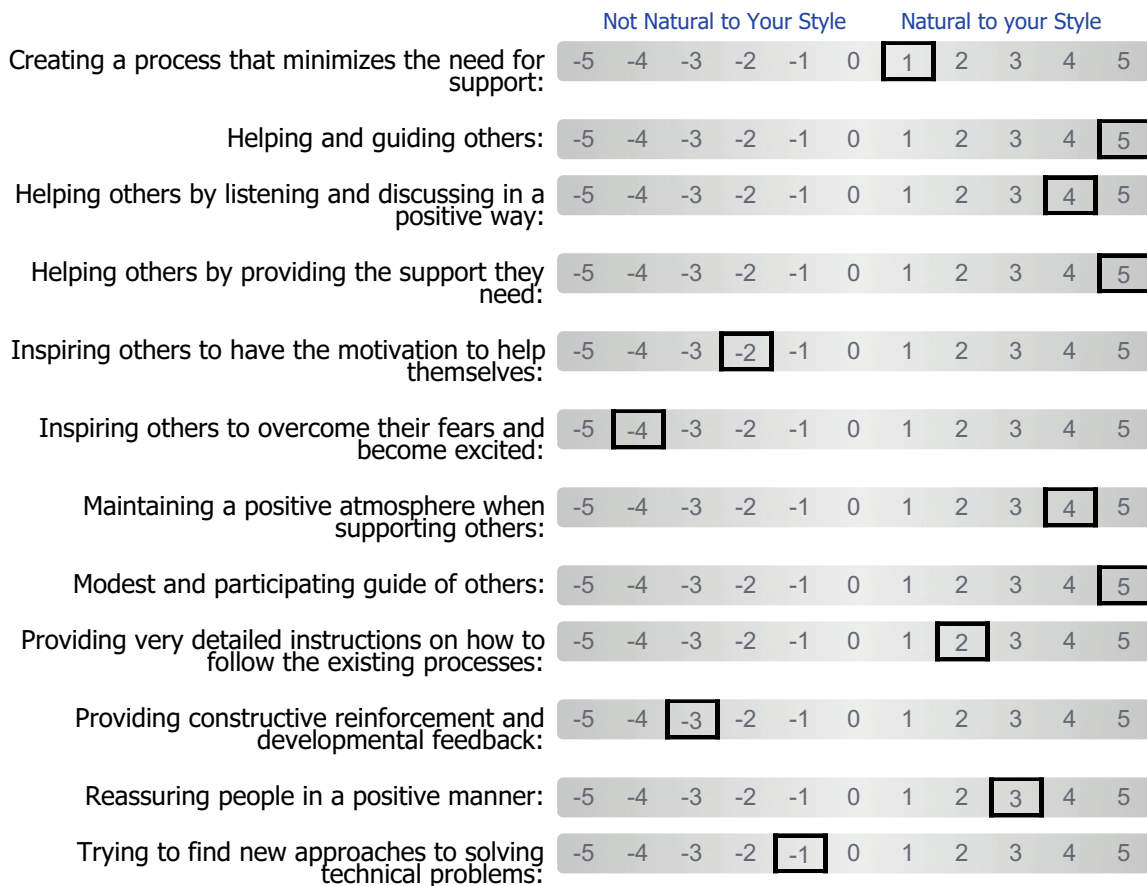 Not Natural to Your Style Natural to your Style
Creating a process that minimizes the need for
support:
-5 -4 -3 -2 -1 0 1 2 3 4 5
Helping and guiding others:
-5 -4 -3 -2 -1 0 1 2 3 4 5
Helping others by listening and discussing in a
positive way:
-5 -4 -3 -2 -1 0 1 2 3 4 5
Helping others by providing the support they
need:
-5 -4 -3 -2 -1 0 1 2 3 4 5
Inspiring others to have the motivation to help
themselves:
-5 -4 -3 -2 -1 0 1 2 3 4 5
Inspiring others to overcome their fears and
become excited:
-5 -4 -3 -2 -1 0 1 2 3 4 5
Maintaining a positive atmosphere when
supporting others:
-5 -4 -3 -2 -1 0 1 2 3 4 5
Modest and participating guide of others:
-5 -4 -3 -2 -1 0 1 2 3 4 5
Providing very detailed instructions on how to
follow the existing processes:
-5 -4 -3 -2 -1 0 1 2 3 4 5
Providing constructive reinforcement and
developmental feedback:
-5 -4 -3 -2 -1 0 1 2 3 4 5
Reassuring people in a positive manner:
-5 -4 -3 -2 -1 0 1 2 3 4 5
Trying to find new approaches to solving
technical problems:
-5 -4 -3 -2 -1 0 1 2 3 4 5